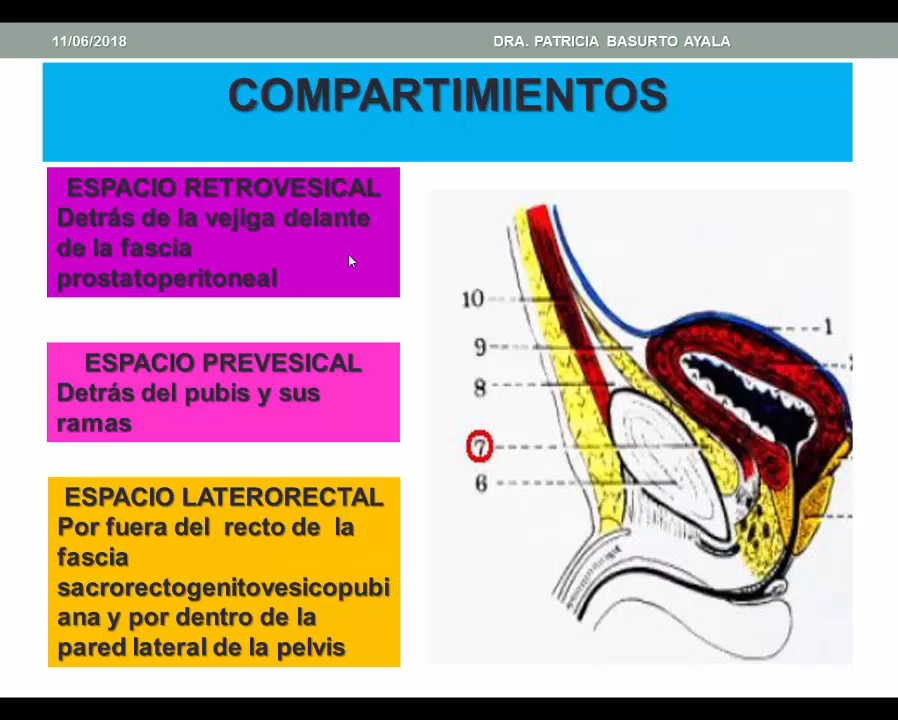 11/06/2018
DRA. PATRICIA BASURTO AYALA
COMPARTIMIENTOS
ESPACIO RETROVESICAL
Detrás de la vejiga delante
de la fascia
prostatoperitoneal
ESPACIO PREVESICAL
Detrás del pubis y sus
ramas
ESPACIO LATERORECTAL
Por fuera del recto de la
fascia
sacrorectogenitovesicopubi
ana y por dentro de la
pared lateral de la pelvis
10
9
8
7
6
1